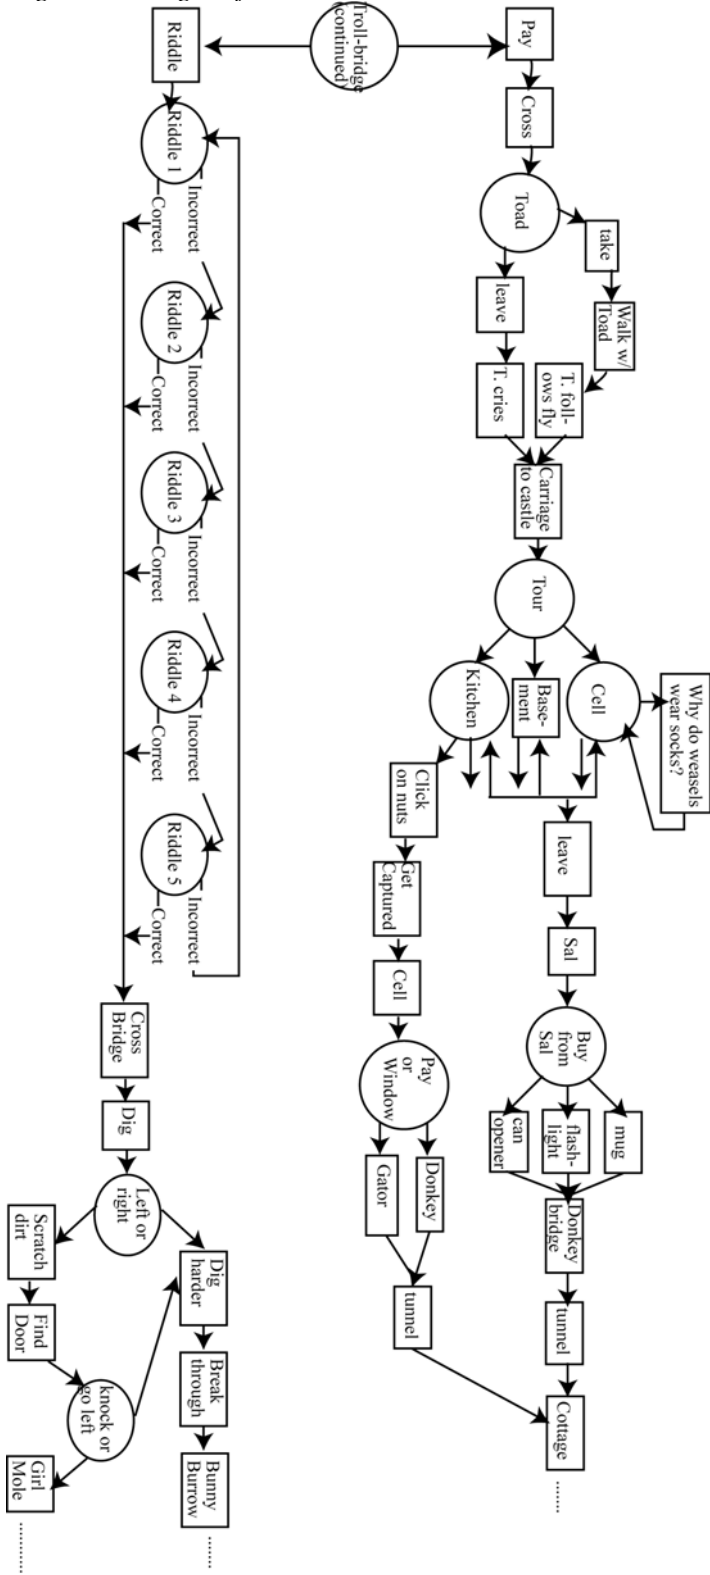 Troll-bridge
(continued)
Pay
Cross
Toad
take
Walk w/
Toad
T. foll-
ows fly
leave
T. cries
Carriage
to castle
Tour
Cell
Why do weasels
wear socks?
Base-
ment
Kitchen
leave
Sal
Buy
from
Sal
mug
flash-
light
can
opener
Donkey
bridge
tunnel
Cottage
.......
Click
on nuts
Get
Captured
Cell
Pay
or
Window
Donkey
Gator
tunnel
Riddle
Riddle 1
Incorrect
Correct
Riddle 2
Incorrect
Correct
Riddle 3
Incorrect
Correct
Riddle 4
Incorrect
Correct
Riddle 5
Incorrect
Correct
Cross
Bridge
Dig
Left or
right
Dig
harder
Break
through
Bunny
Burrow
.......
Scratch
dirt
Find
Door
knock or
go left
Girl
Mole
...........